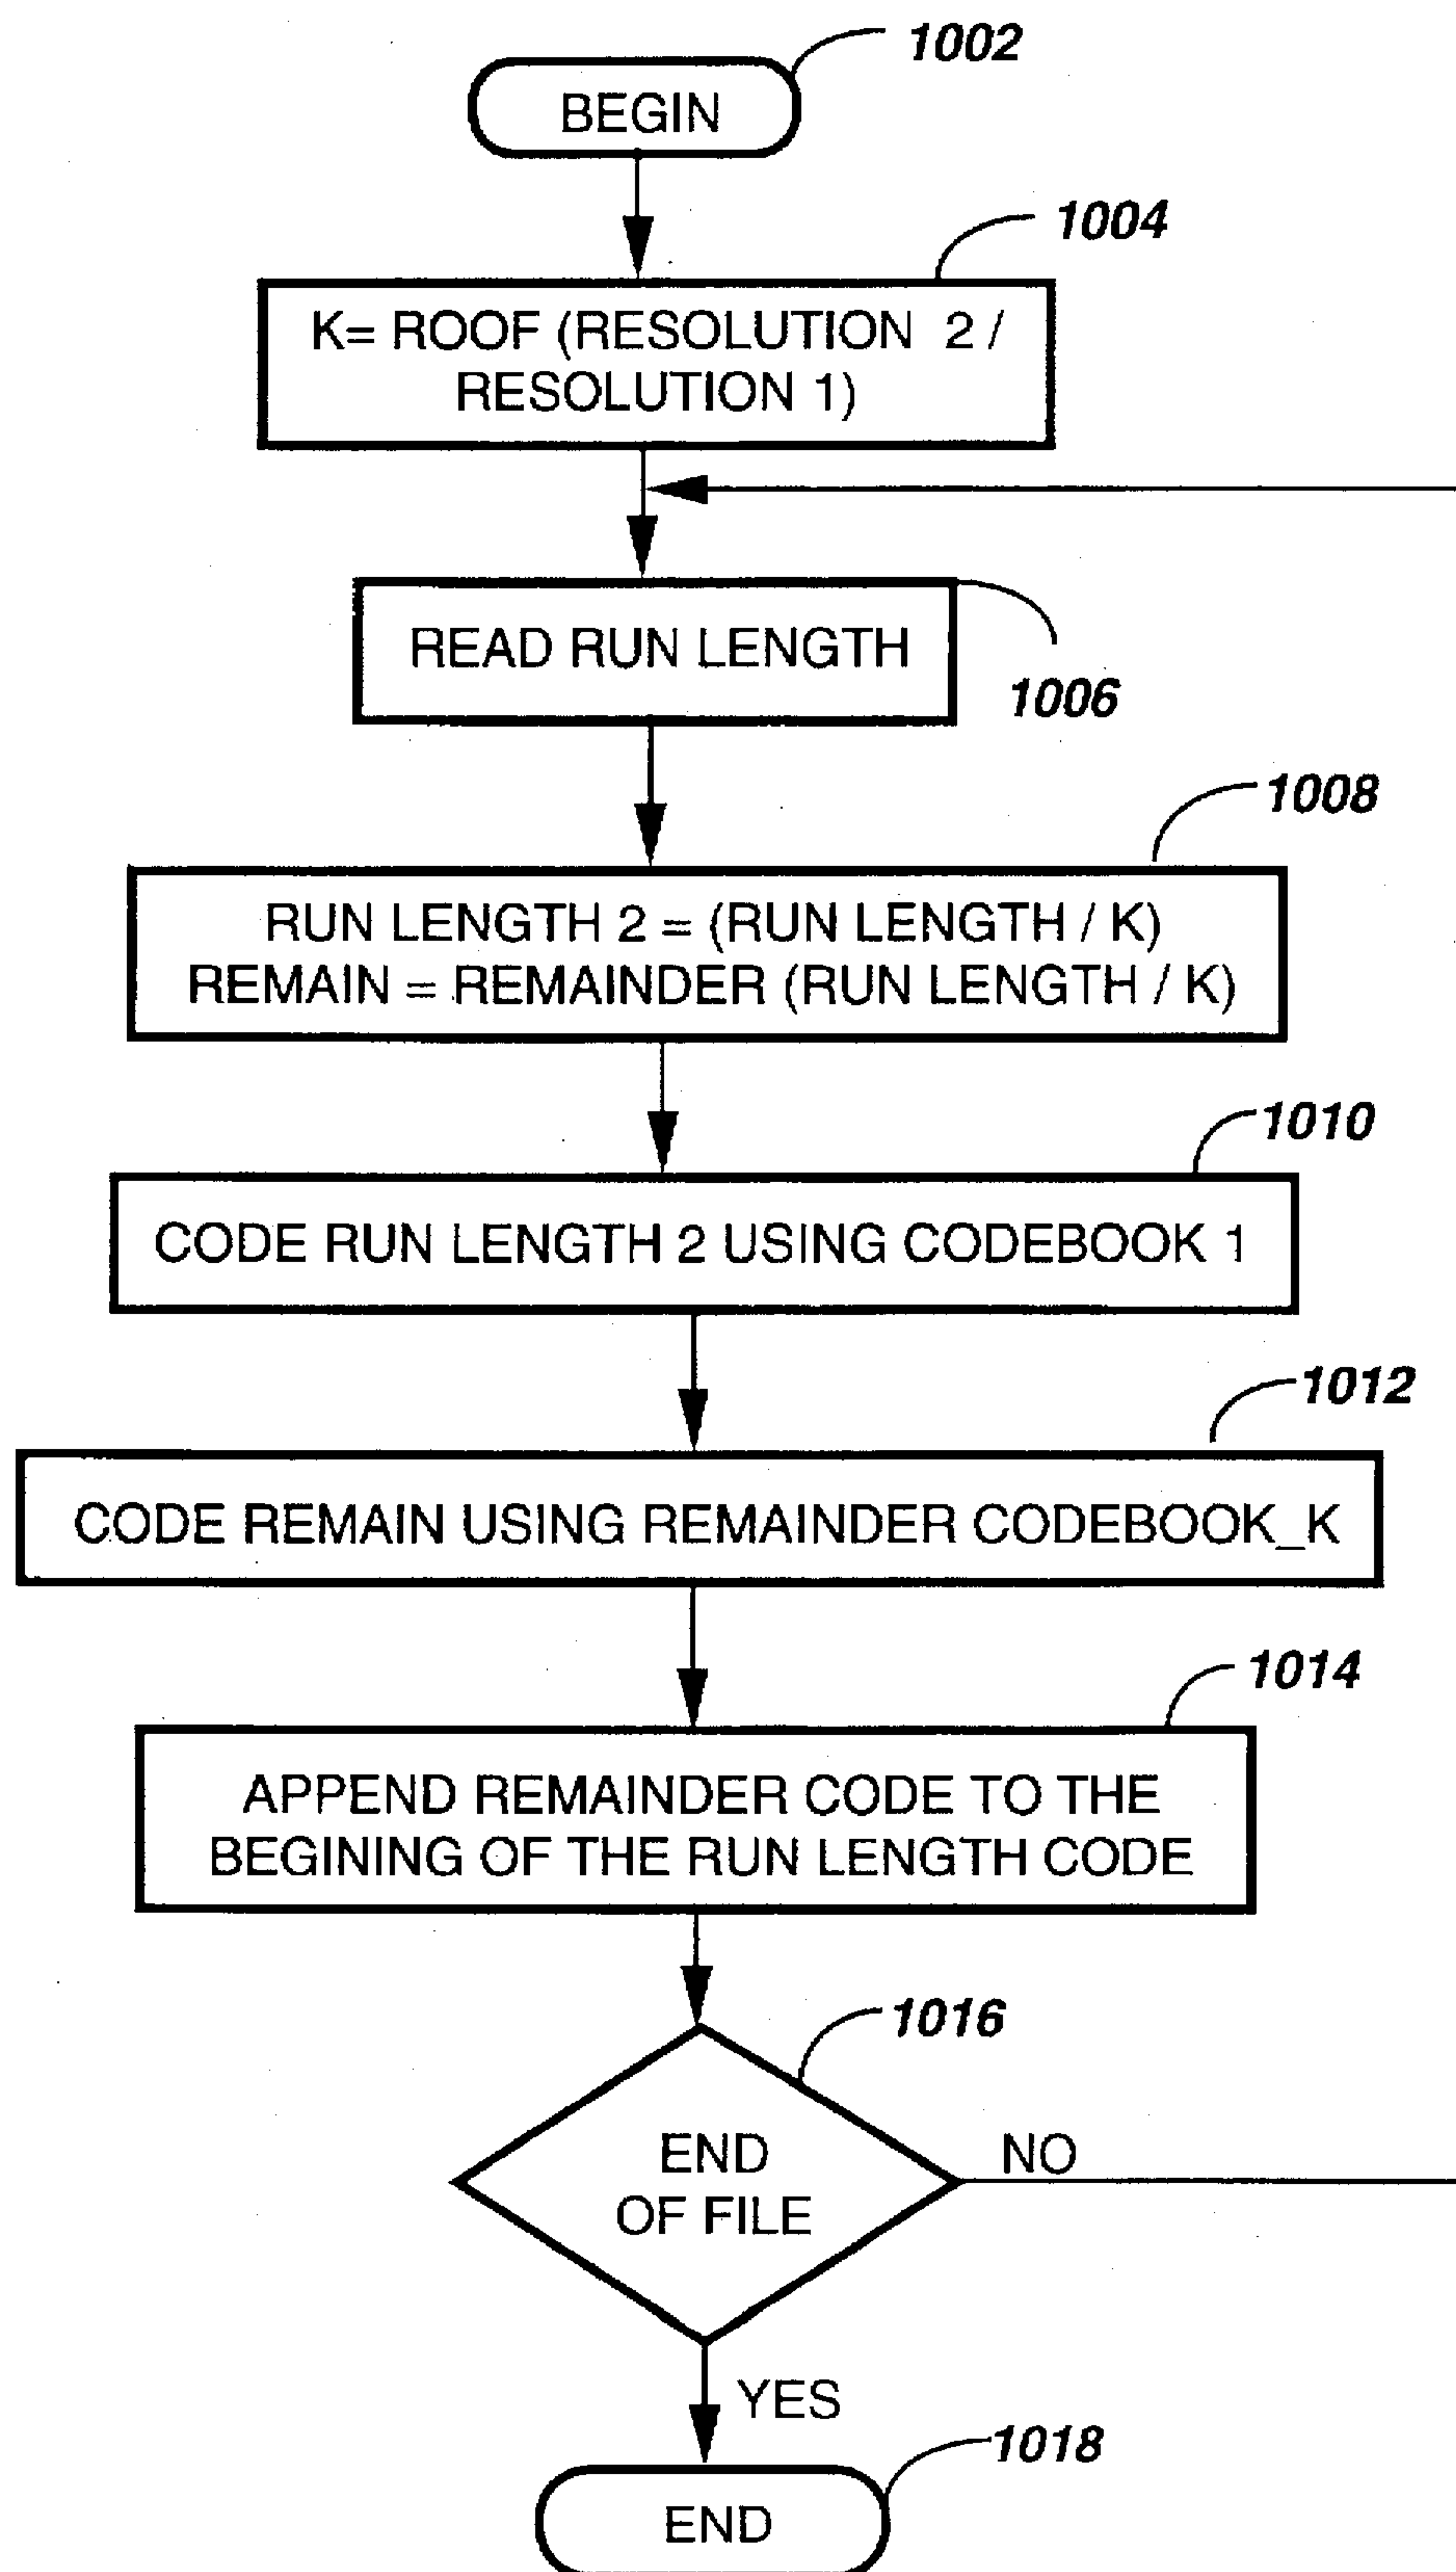 1002
BEGIN
1004
K= ROOF (RESOLUTION 2 /
RESOLUTION 1)
READ RUN LENGTH
1006
1008
RUN LENGTH 2 = (RUN LENGTH / K)
REMAIN = REMAINDER (RUN LENGTH / K)
1010
CODE RUN LENGTH 2 USING CODEBOOK 1
1012
CODE REMAIN USING REMAINDER CODEBOOK_K
1014
APPEND REMAINDER CODE TO THE
BEGINING OF THE RUN LENGTH CODE
1016
END
OF FILE
NO
YES
1018
END